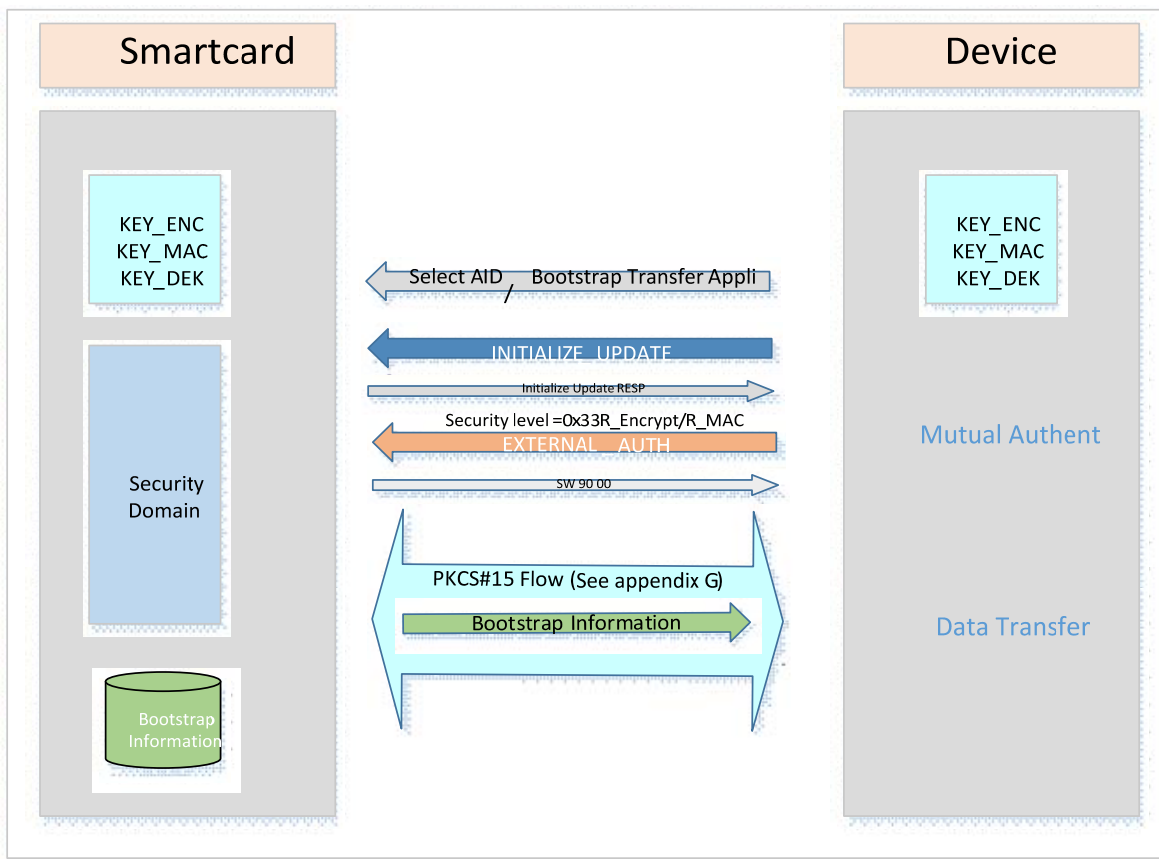 Smartcard
Device
KEY_ENC
KEY_MAC
KEY_DEK
KEY_ENC
KEY_MAC
KEY_DEK
Select AID / Bootstrap Transfer Appli
INITIALIZE_UPDATE
Initialize Update RESP
Security level =0x33R_Encrypt/R_MAC
EXTERNAL_AUTH
SW 90 00
Mutual Authent
Security
Domain
PKCS#15 Flow (See appendix G)
Bootstrap Information
Data Transfer
Bootstrap
Information